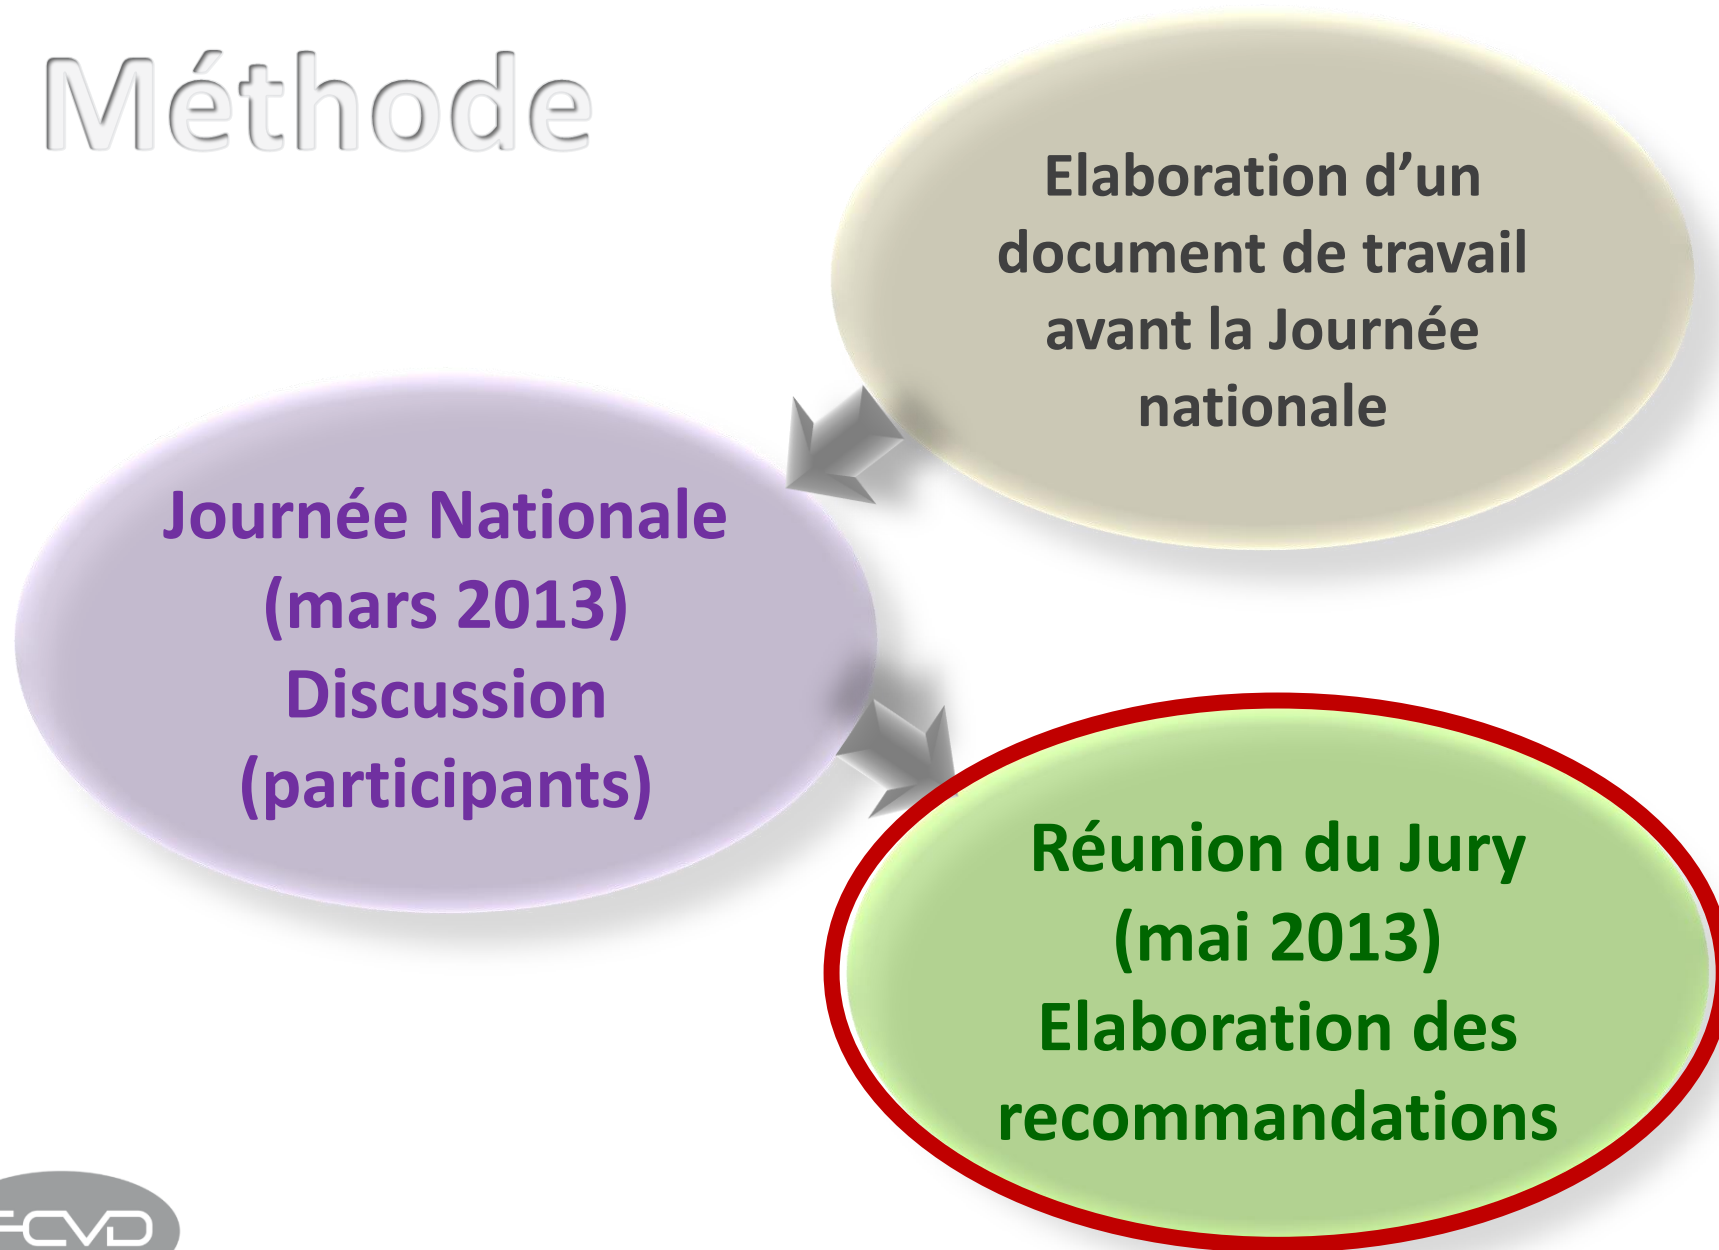 Méthode
Elaboration d’un
document de travail
avant la Journée
nationale
Journée Nationale
(mars 2013)
Discussion
(participants)
Réunion du Jury
(mai 2013)
Elaboration des
recommandations
FCVD